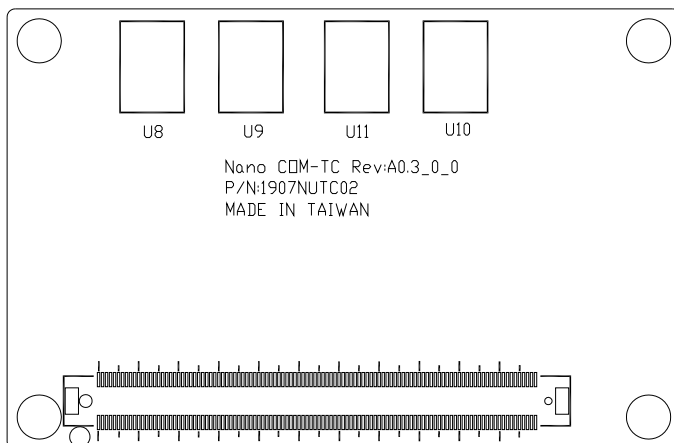 U8 U9 U11 U10
Nano COM-TC Rev:A0.3_0_0
P/N:1907NUTC02
MADE IN TAIWAN